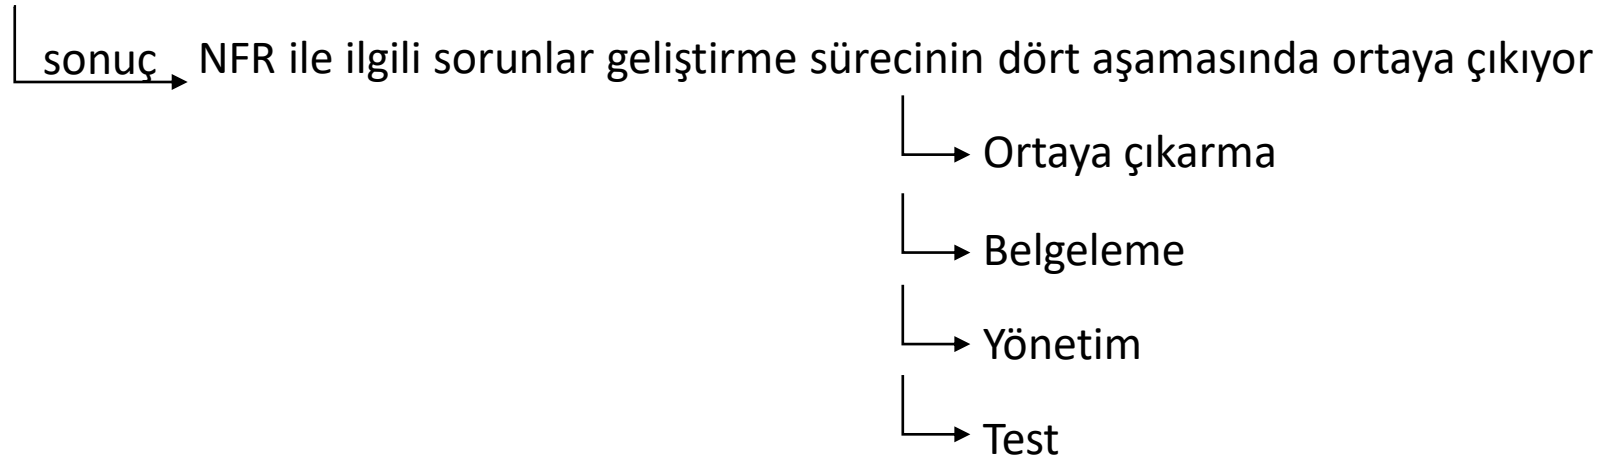 sonuç NFR ile ilgili sorunlar geliştirme sürecinin dört aşamasında ortaya çıkıyor
Ortaya çıkarma
Belgeleme
Yönetim
Test